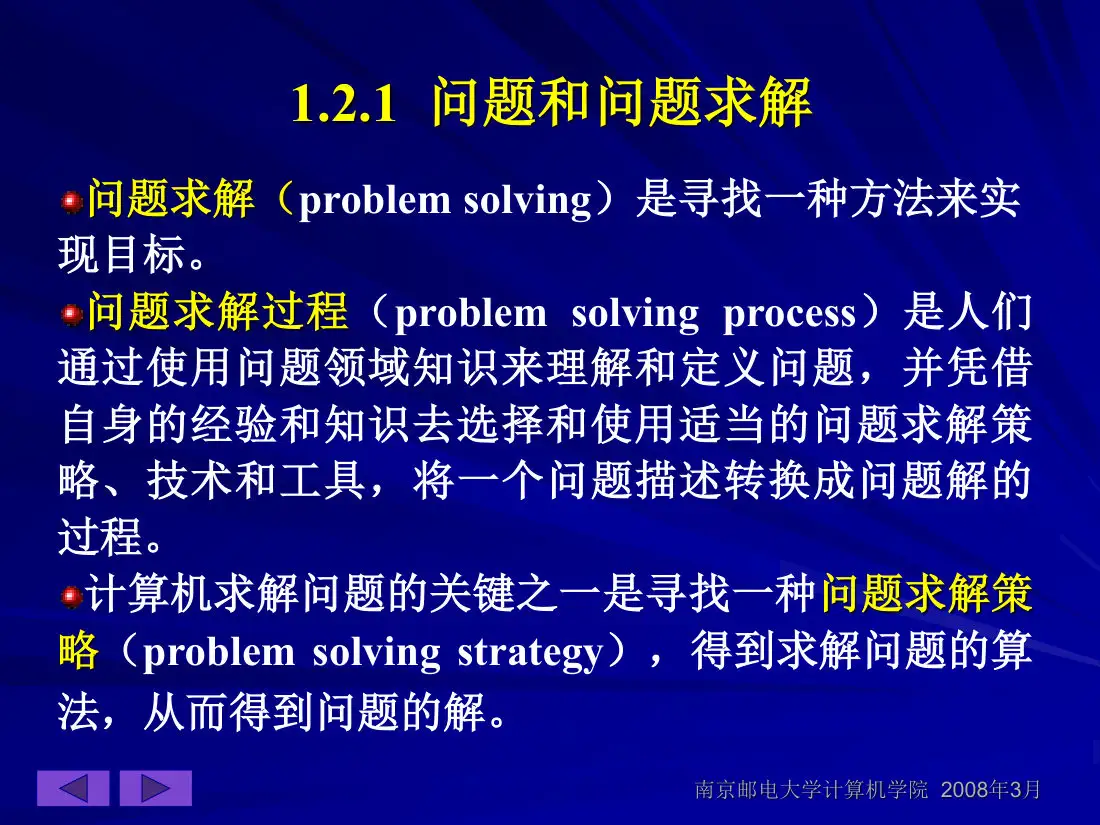 1.2.1 问题和问题求解
问题求解（problem solving）是寻找一种方法来实
现目标。
问题求解过程（problem solving process）是人们
通过使用问题领域知识来理解和定义问题，并凭借
自身的经验和知识去选择和使用适当的问题求解策
略、技术和工具，将一个问题描述转换成问题解的
过程。
计算机求解问题的关键之一是寻找一种问题求解策
略（problem solving strategy），得到求解问题的算
法，从而得到问题的解。
南京邮电大学计算机学院 2008年3月